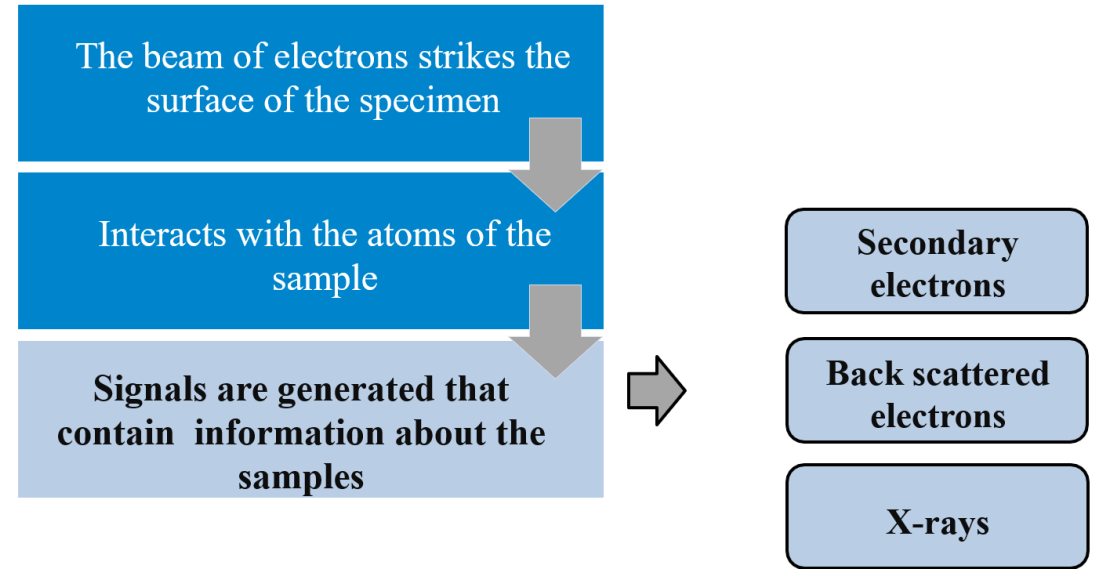 The beam of electrons strikes the
surface of the specimen
Interacts with the atoms of the
sample
Signals are generated that
contain  information about the
samples
Secondary
electrons
Back scattered
electrons
X-rays